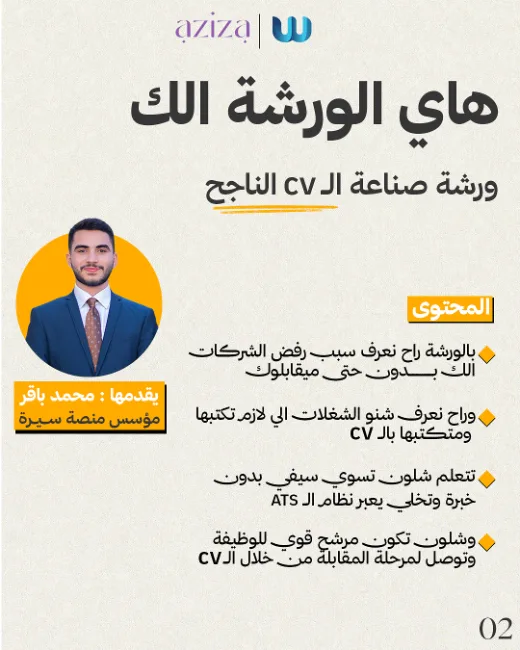 aziza
هاي الورشة الك
ورشة صناعة الـ CV الناجح
المحتوى
بالورشة راح نعرف سبب رفض الشركات
الك بـــدون حتى ميقابلوك
وراح نعرف شنو الشغلات الي لازم تكتبها
ومتكتبها بالـ CV
تتعلم شلون تسوي سيفي بدون
خبرة وتخلي يعبر نظام الـ ATS
وشلون تكون مرشح قوي للوظيفة
وتوصل لمرحلة المقابلة من خلال الـCV
يقدمها : محمد باقر
مؤسس منصة سيرة
02